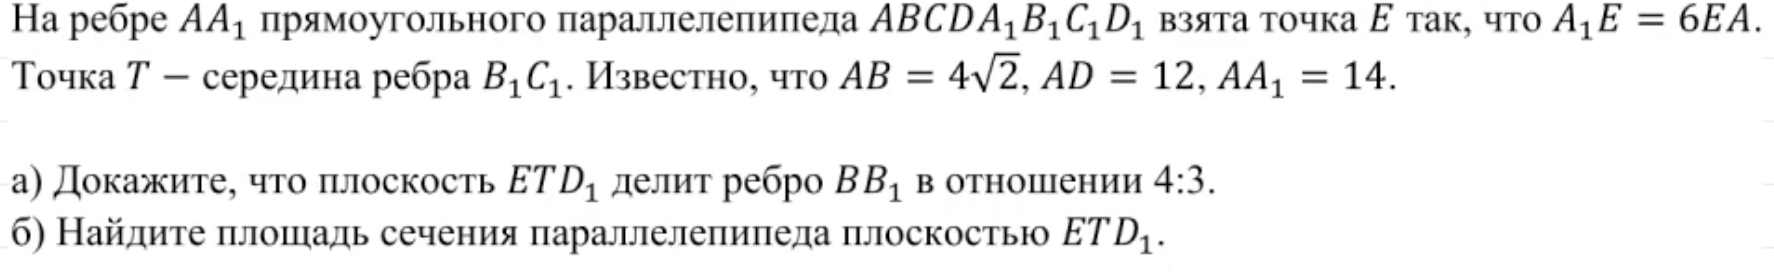 На ребре AA₁ прямоугольного параллелепипеда ABCDA₁B₁C₁D₁ взята точка E так, что A₁E = 6EA.
Точка T – середина ребра B₁C₁. Известно, что AB = 4√2, AD = 12, AA₁ = 14.
а) Докажите, что плоскость ETD₁ делит ребро BB₁ в отношении 4:3.
б) Найдите площадь сечения параллелепипеда плоскостью ETD₁.